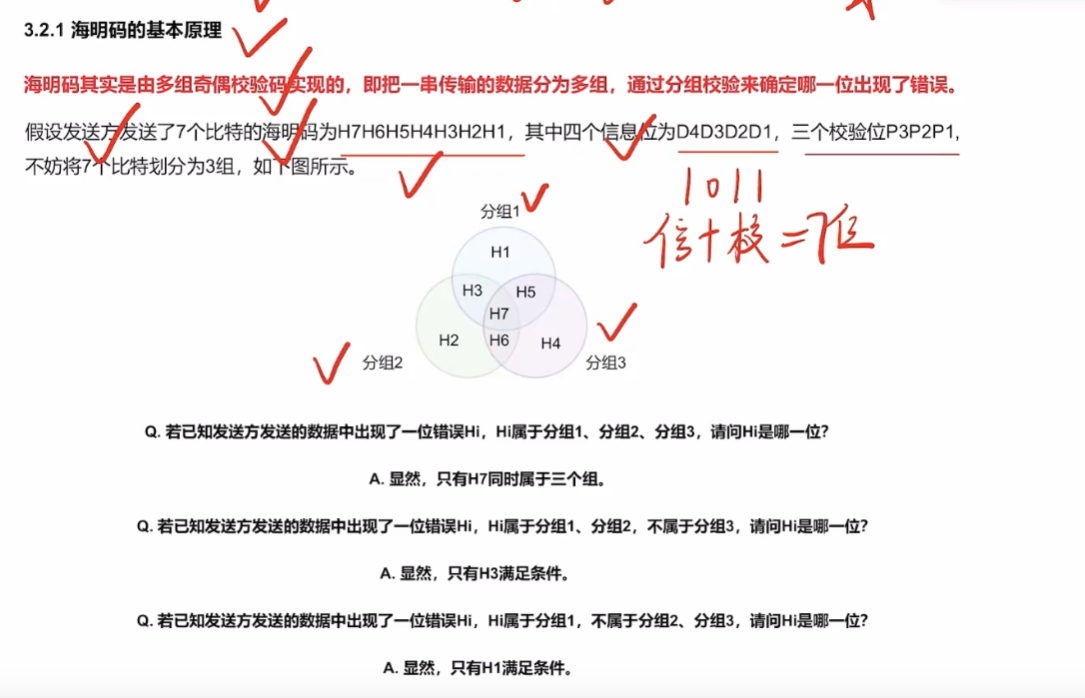 3.2.1 海明码的基本原理
海明码其实是由多组奇偶校验码实现的，即把一串传输的数据分为多组，通过分组校验来确定哪一位出现了错误。
假设发送方发送了7个比特的海明码为H7H6H5H4H3H2H1，其中四个信息位为D4D3D2D1，三个校验位P3P2P1,
不妨将7个比特划分为3组，如下图所示。
1011
信+校=7位
分组1
H1
H3 H5
H7
H2 H6 H4
分组2 分组3
Q. 若已知发送方发送的数据中出现了一位错误Hi，Hi属于分组1、分组2、分组3，请问Hi是哪一位？
A. 显然，只有H7同时属于三个组。
Q. 若已知发送方发送的数据中出现了一位错误Hi，Hi属于分组1、分组2，不属于分组3，请问Hi是哪一位？
A. 显然，只有H3满足条件。
Q. 若已知发送方发送的数据中出现了一位错误Hi，Hi属于分组1，不属于分组2、分组3，请问Hi是哪一位？
A. 显然，只有H1满足条件。